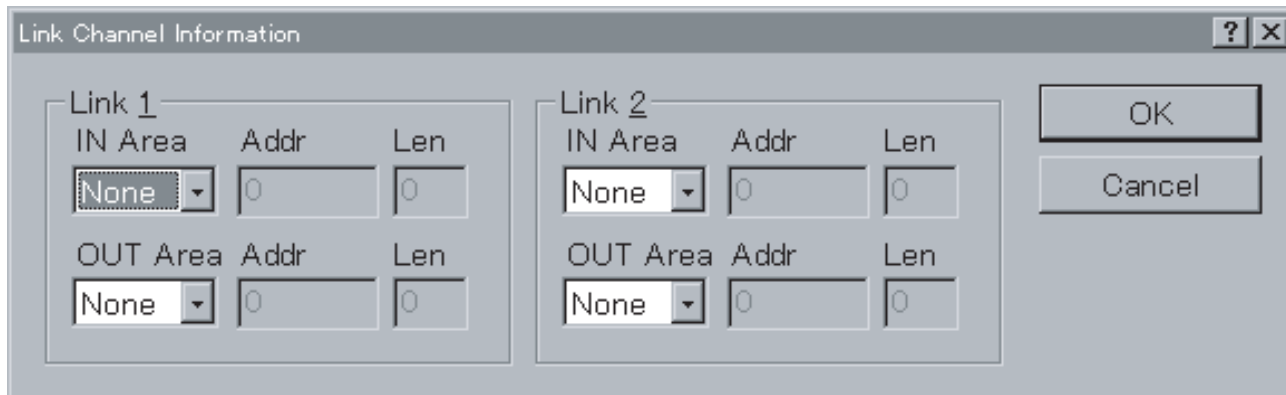 Link Channel Information
Link 1
IN Area Addr Len
None 0 0
OUT Area Addr Len
None 0 0
Link 2
IN Area Addr Len
None 0 0
OUT Area Addr Len
None 0 0
OK
Cancel